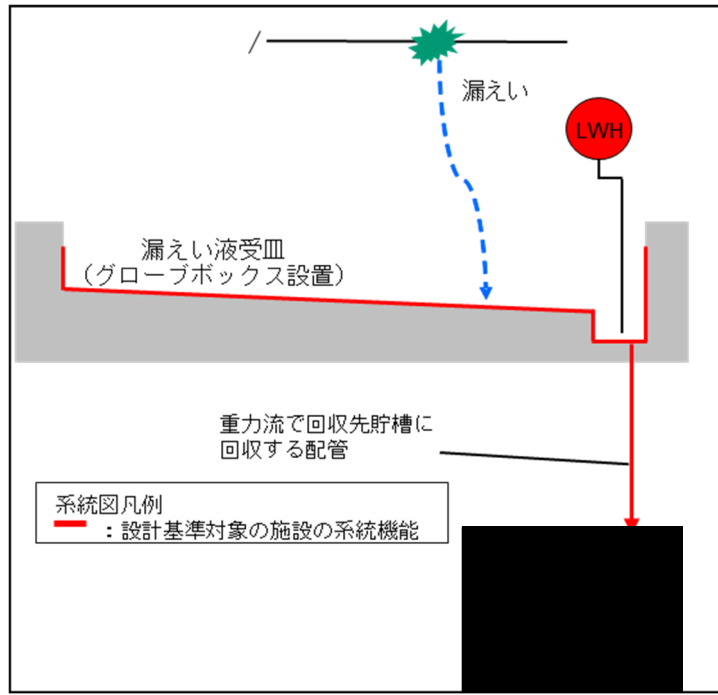 漏えい
LWH
漏えい液受皿
（グローブボックス設置）
重力流で回収先貯槽に
回収する配管
系統図凡例
：設計基準対象の施設の系統機能